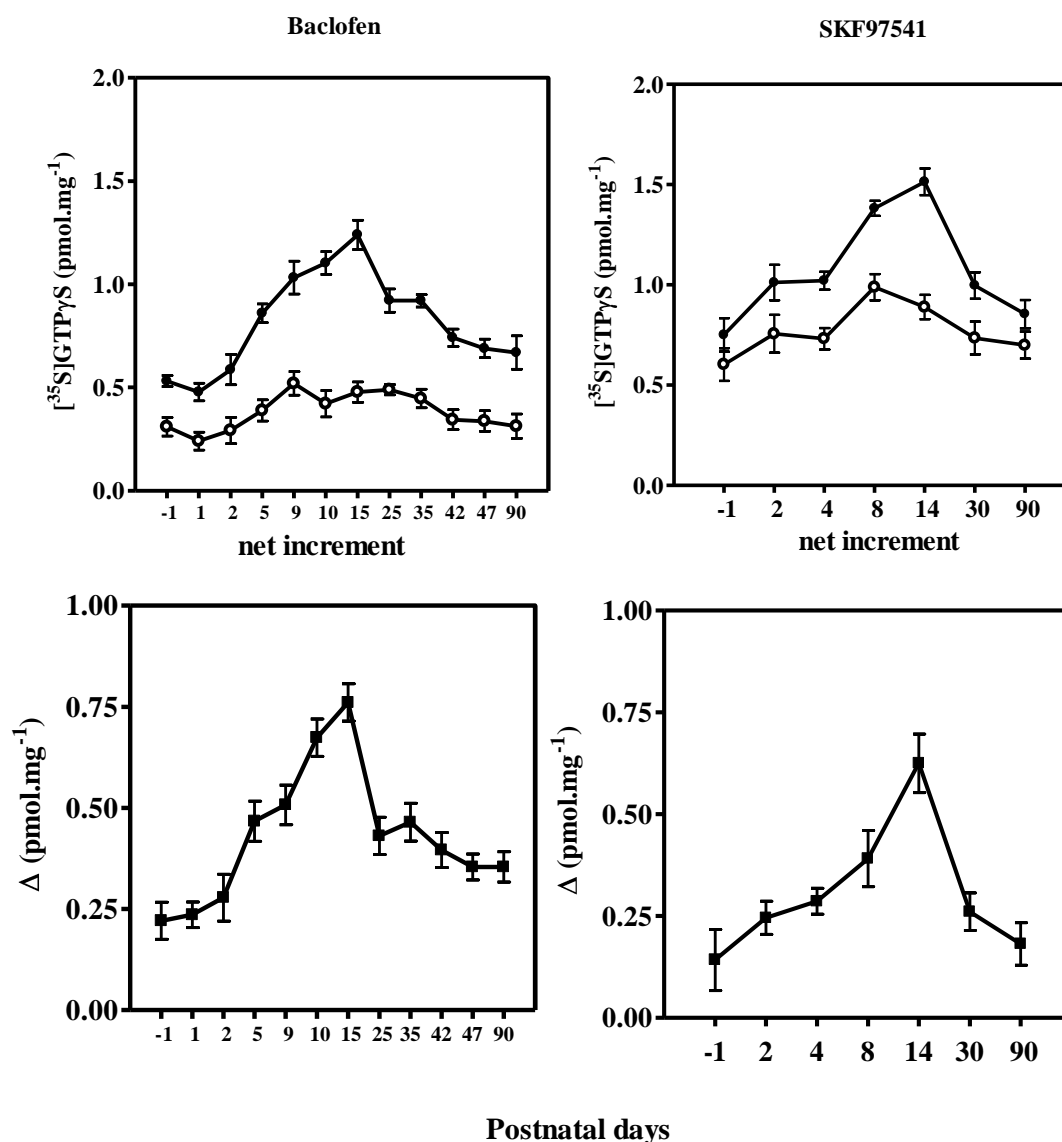 Baclofen
SKF97541
[³⁵S]GTPγS (pmol.mg⁻¹)
2.0
1.5
1.0
0.5
0.0
-1 1 2 5 9 10 15 25 35 42 47 90
net increment
[³⁵S]GTPγS (pmol.mg⁻¹)
2.0
1.5
1.0
0.5
0.0
-1 2 4 8 14 30 90
net increment
Δ (pmol.mg⁻¹)
1.00
0.75
0.50
0.25
0.00
-1 1 2 5 9 10 15 25 35 42 47 90
Δ (pmol.mg⁻¹)
1.00
0.75
0.50
0.25
0.00
-1 2 4 8 14 30 90
Postnatal days